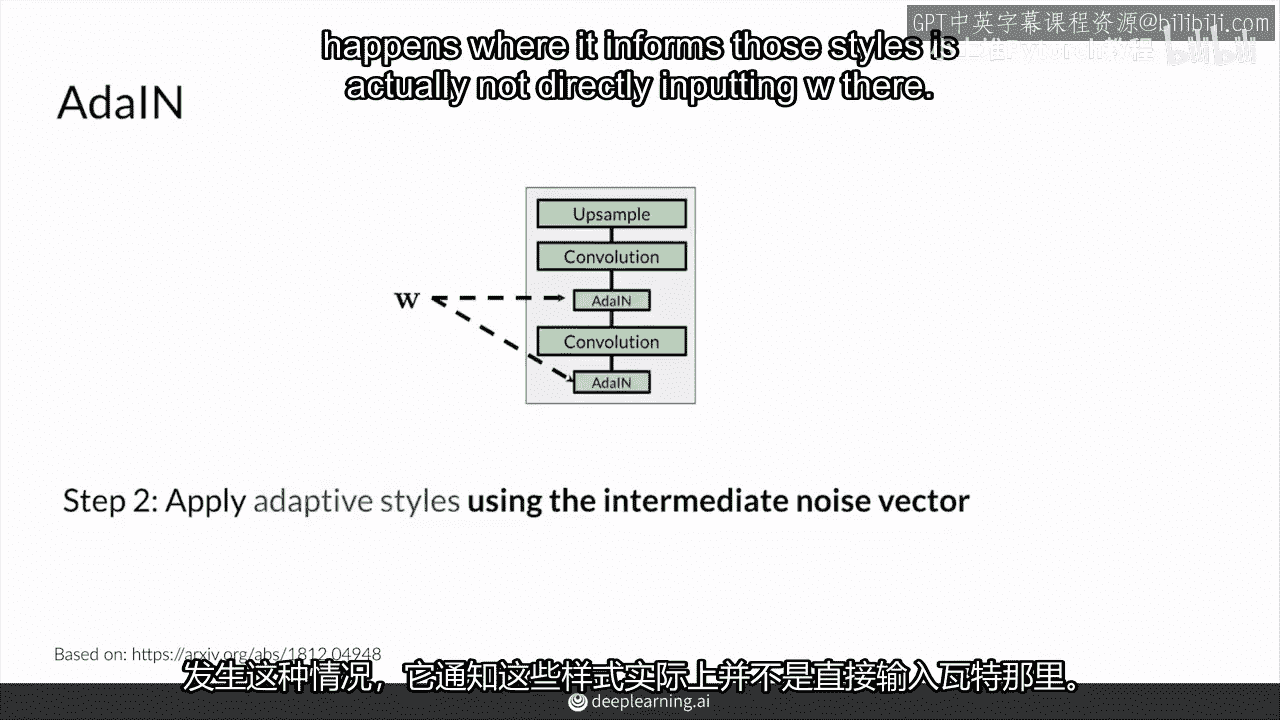 GPT中英字幕课程资源@bilibili.com
happens where it informs those styles is
actually not directly inputting w there.
AdaIN
Upsample
Convolution
AdaIN
Convolution
AdaIN
w
Step 2: Apply adaptive styles using the intermediate noise vector
Based on: https://arxiv.org/abs/1812.04948
发生这种情况，它通知这些样式实际上并不是直接输入瓦特那里。
deeplearning.ai